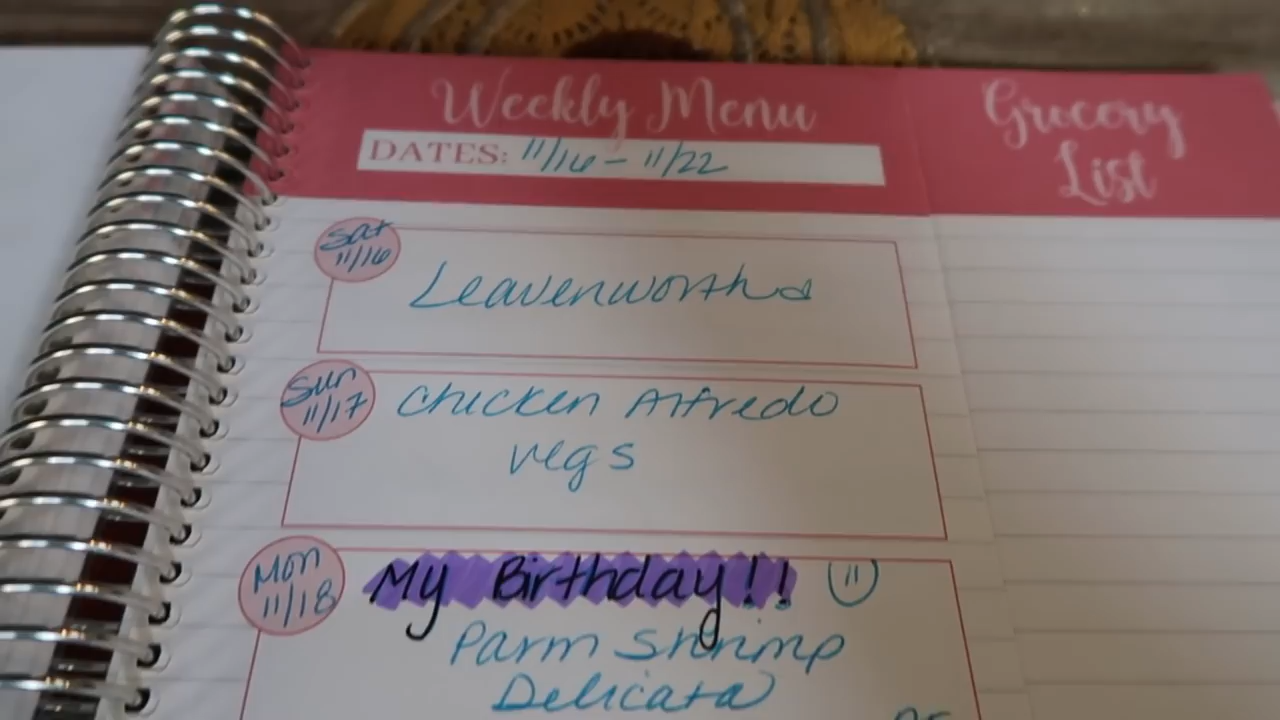 Weekly Menu
DATES: 11/16 - 11/22
Grocery
List
Sat
11/16
Leavenworth
Sun
11/17
Chicken Alfredo
vegs
Mon
11/18
My Birthday!!
Parm Shrimp
Delicata